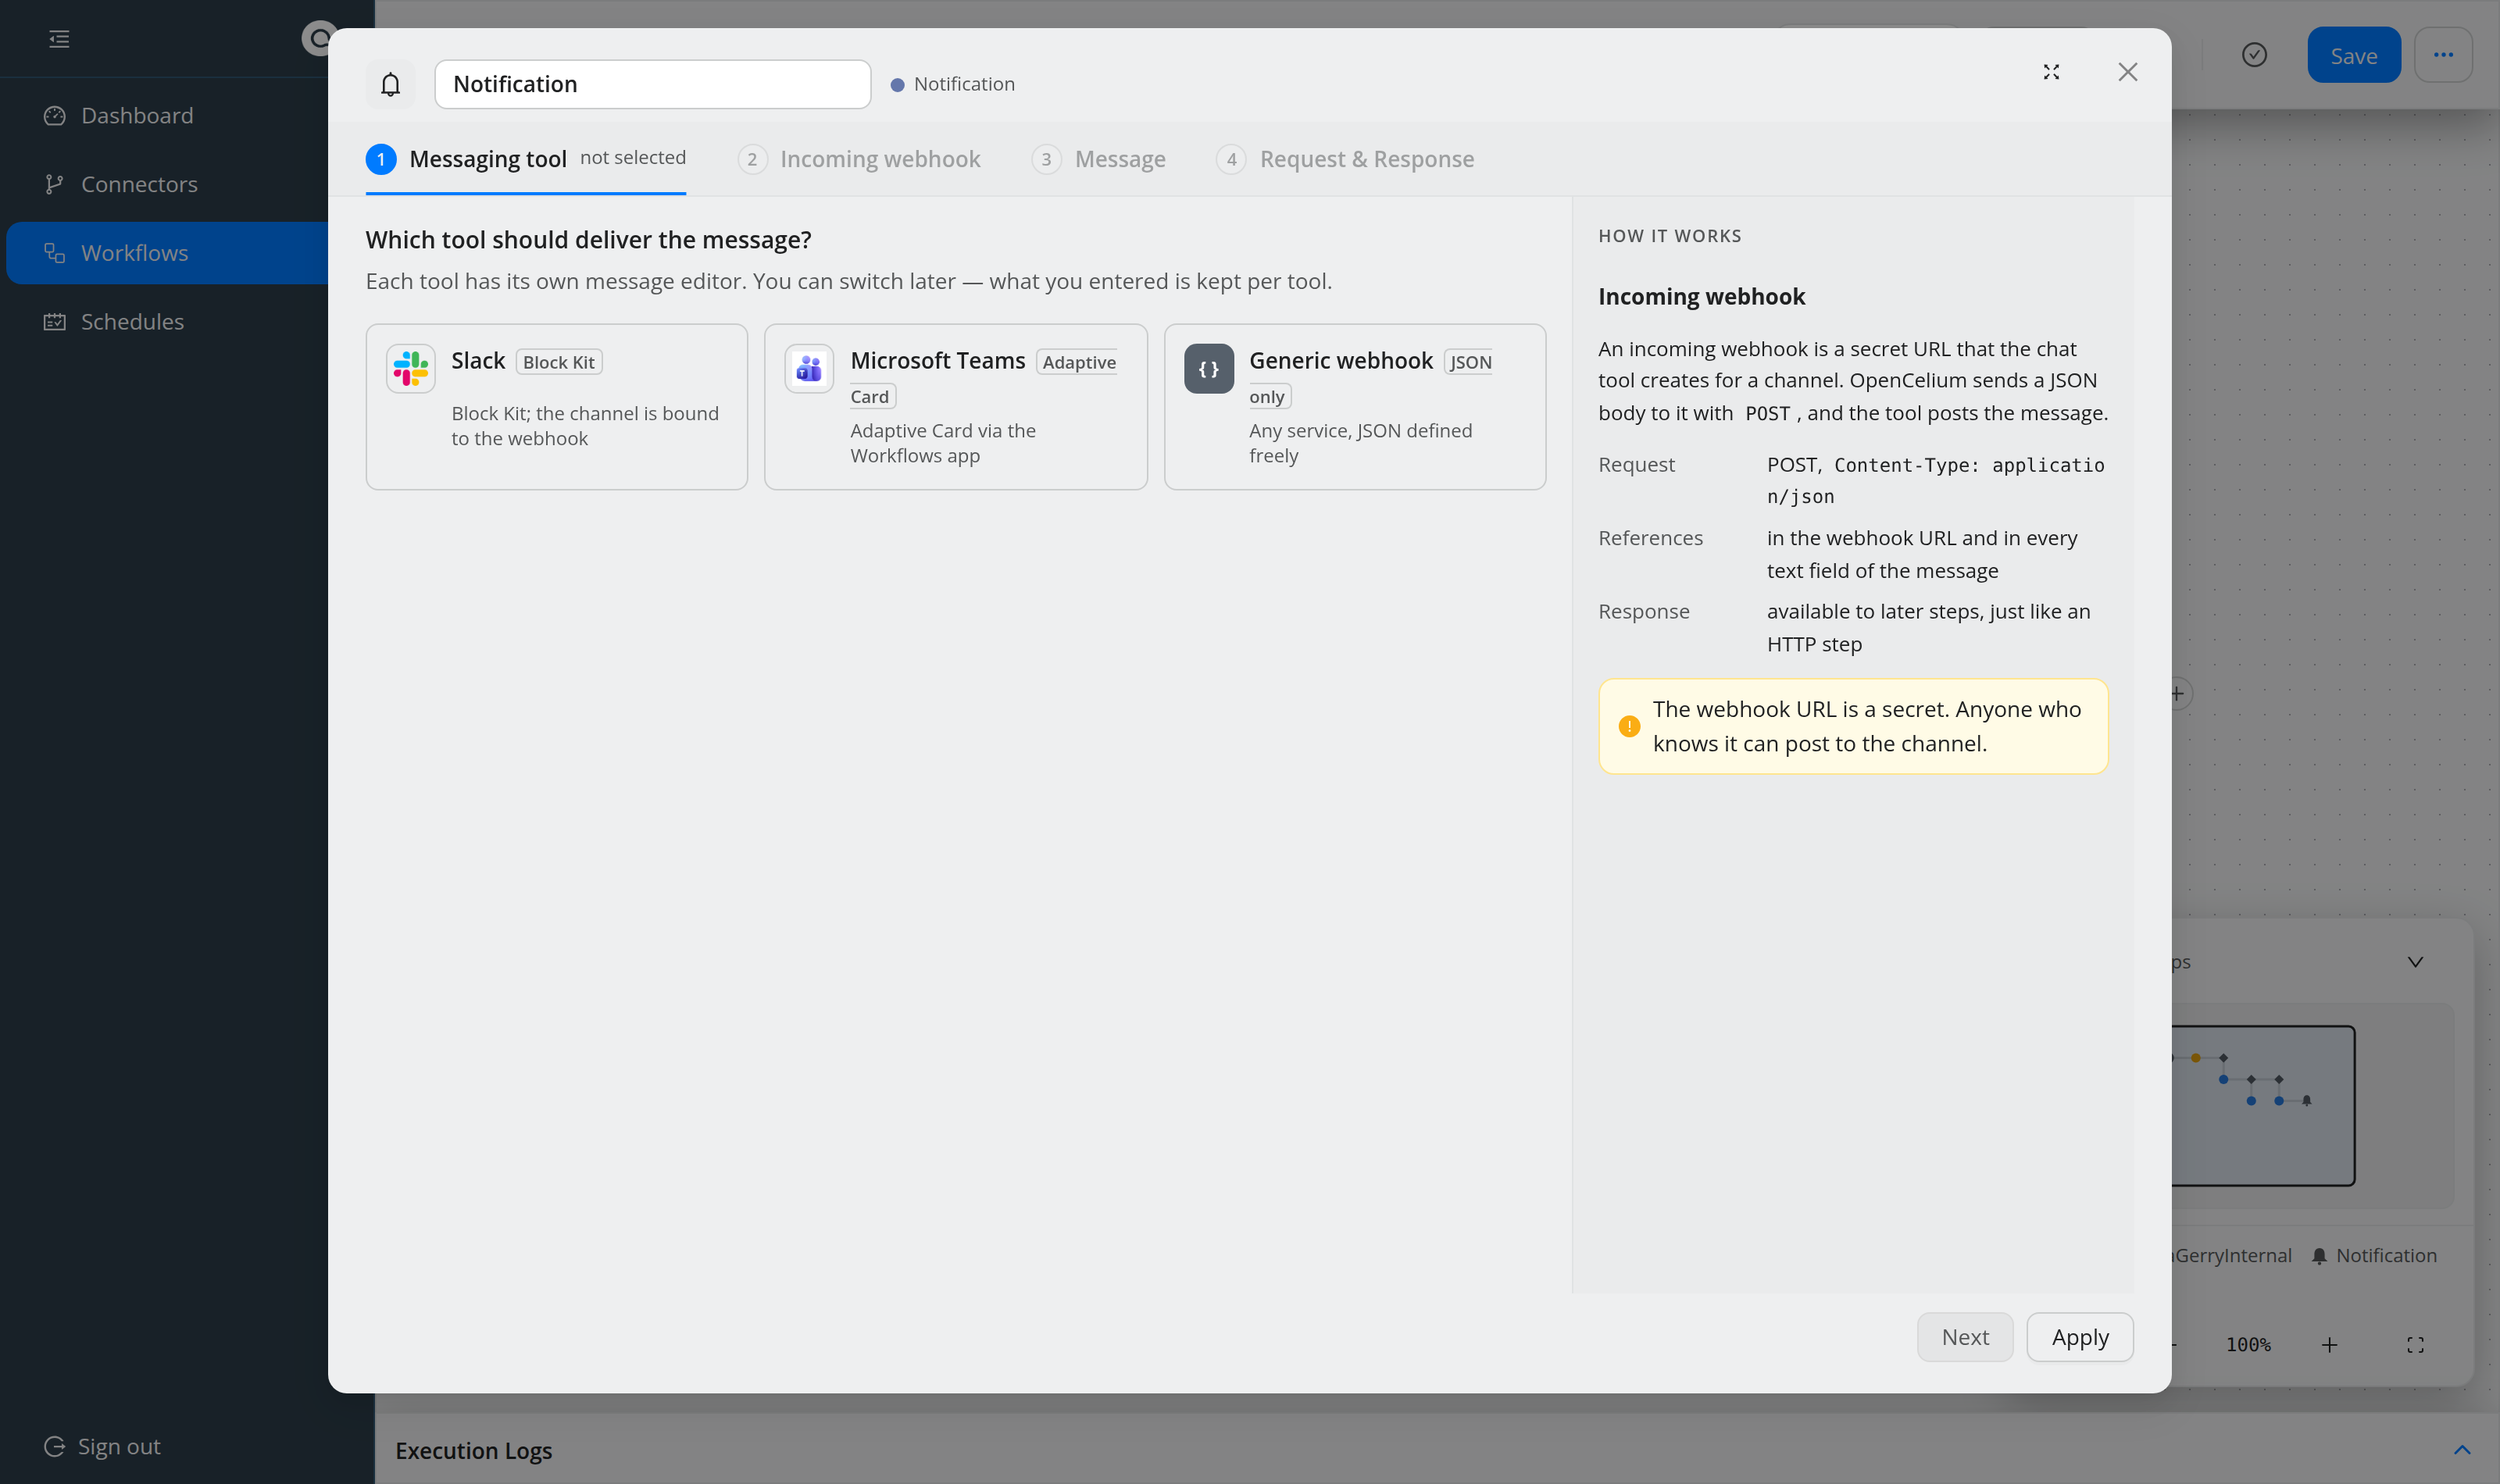 Notification
Notification
Save
Dashboard
Connectors
Workflows
Schedules
Sign out
1 Messaging tool not selected
2 Incoming webhook
3 Message
4 Request & Response
Which tool should deliver the message?
Each tool has its own message editor. You can switch later — what you entered is kept per tool.
Slack Block Kit
Block Kit; the channel is bound
to the webhook
Microsoft Teams Adaptive
Card
Adaptive Card via the
Workflows app
{ }
Generic webhook JSON
only
Any service, JSON defined
freely
HOW IT WORKS
Incoming webhook
An incoming webhook is a secret URL that the chat
tool creates for a channel. OpenCelium sends a JSON
body to it with POST , and the tool posts the message.
Request
POST, Content-Type: applicatio
n/json
References
in the webhook URL and in every
text field of the message
Response
available to later steps, just like an
HTTP step
The webhook URL is a secret. Anyone who
knows it can post to the channel.
Next
Apply
ps
GerryInternal
Notification
100%
Execution Logs